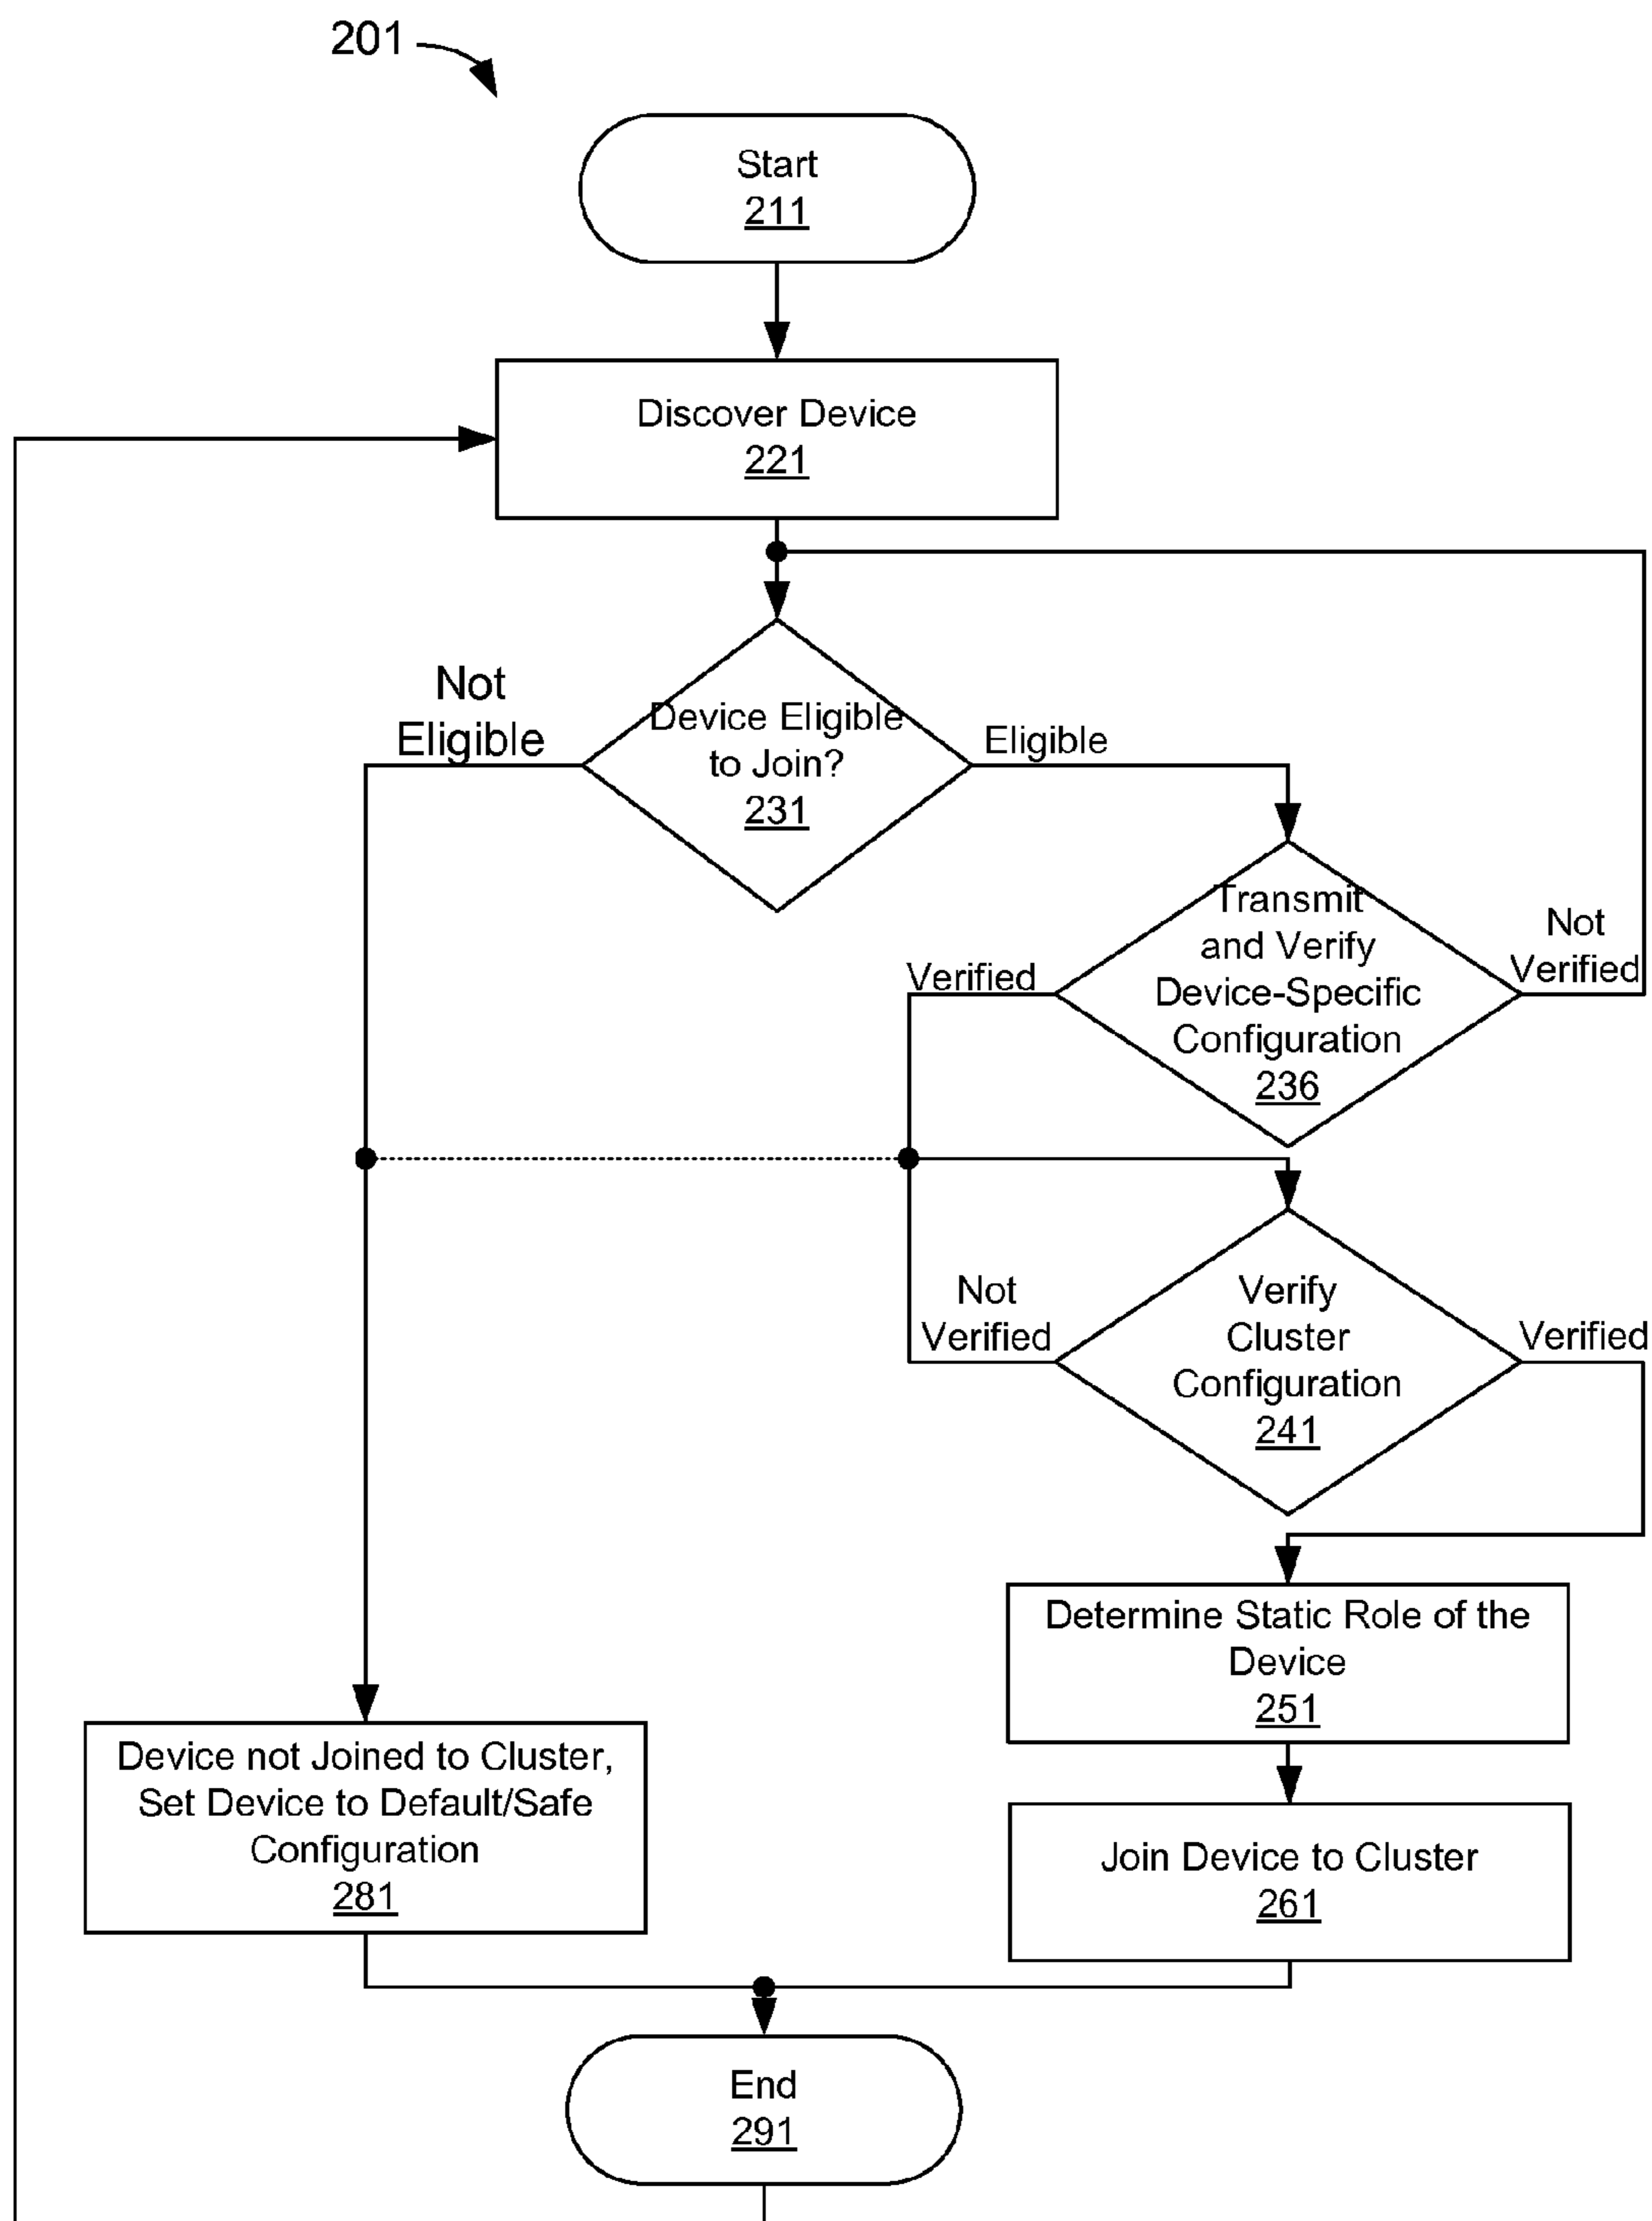 201
Start
211
Discover Device
221
Not
Eligible
Device Eligible
to Join?
231
Eligible
Transmit
and Verify
Device-Specific
Configuration
236
Verified
Not
Verified
Verify
Cluster
Configuration
241
Not
Verified
Verified
Determine Static Role of the
Device
251
Device not Joined to Cluster,
Set Device to Default/Safe
Configuration
281
Join Device to Cluster
261
End
291